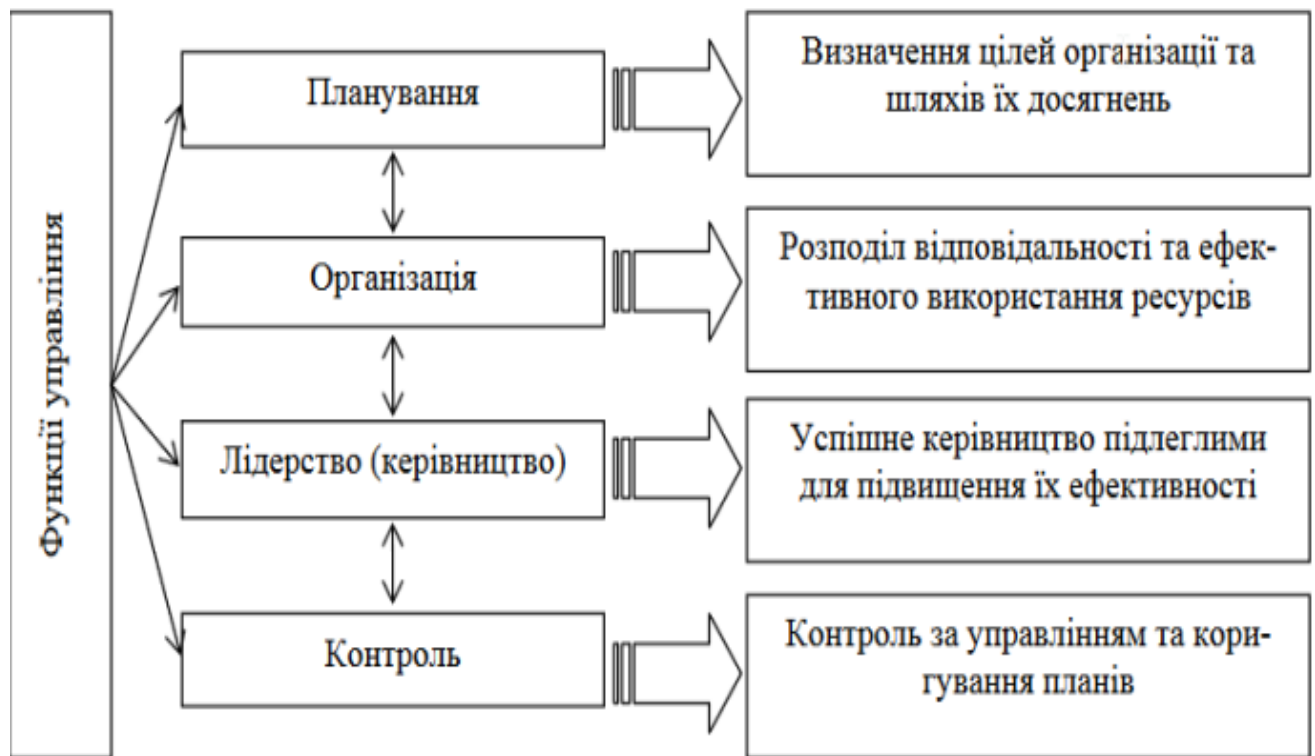 Функції управління
Планування
Визначення цілей організації та
шляхів їх досягнень
Організація
Розподіл відповідальності та ефек-
тивного використання ресурсів
Лідерство (керівництво)
Успішне керівництво підлеглими
для підвищення їх ефективності
Контроль
Контроль за управлінням та кори-
гування планів